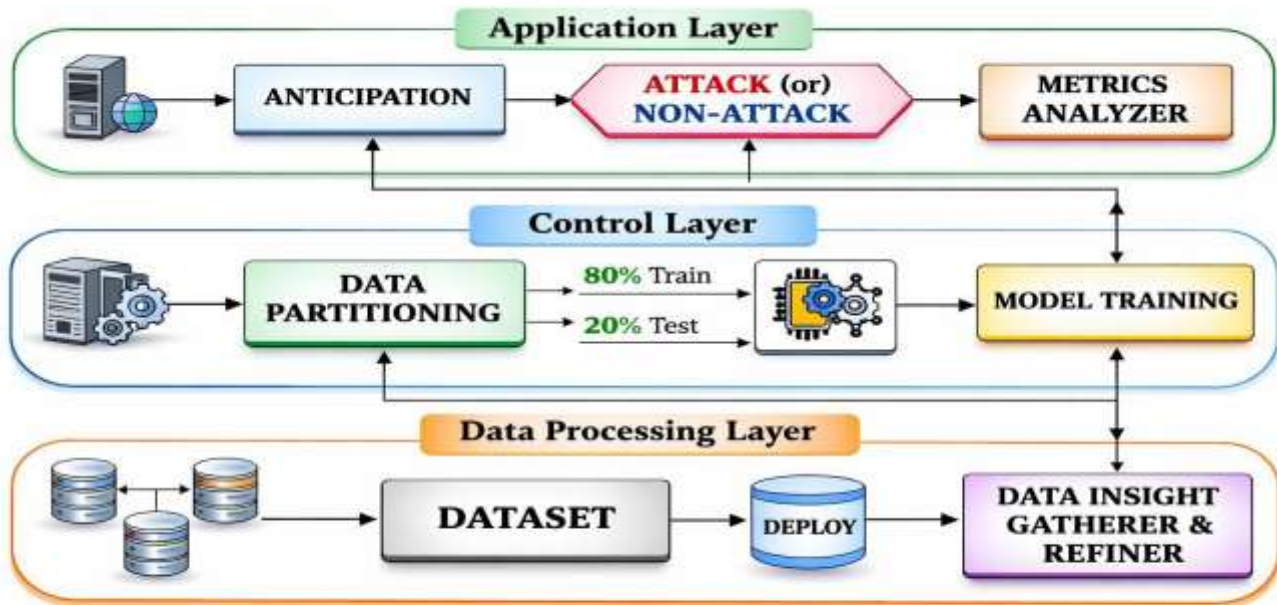 Application Layer
ANTICIPATION
ATTACK (or)
NON-ATTACK
METRICS
ANALYZER
Control Layer
DATA
PARTITIONING
80% Train
20% Test
MODEL TRAINING
Data Processing Layer
DATASET
DEPLOY
DATA INSIGHT
GATHERER &
REFINER